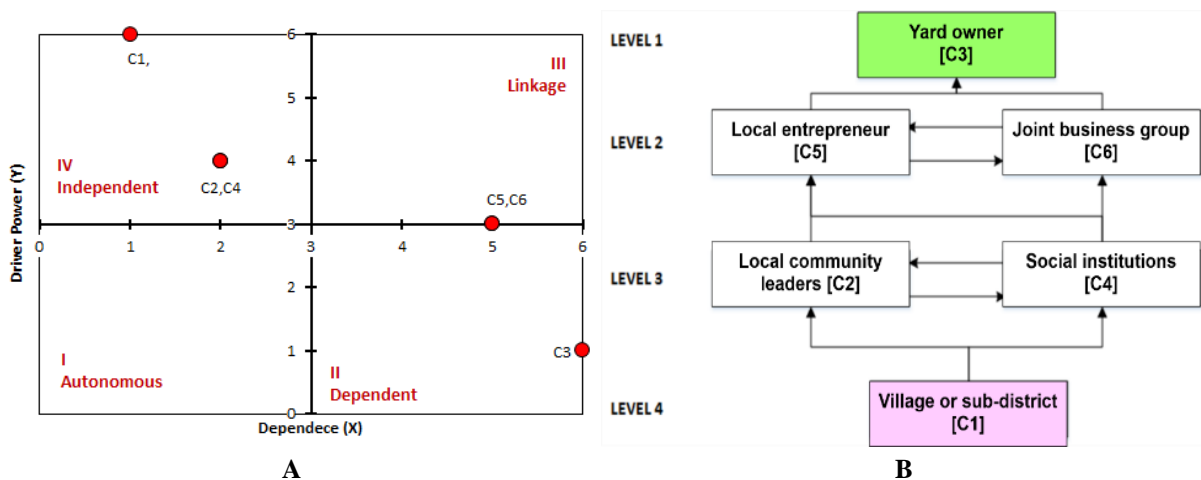 6
C1,
5
III
Linkage
IV
Independent
4
C2,C4
C5,C6
Driver Power (Y)
3
0
1
2
3
4
5
6
2
I
Autonomous
1
C3
II
Dependent
0
Dependece (X)
A
LEVEL 1
Yard owner
[C3]
LEVEL 2
Local entrepreneur
[C5]
Joint business group
[C6]
LEVEL 3
Local community
leaders [C2]
Social institutions
[C4]
LEVEL 4
Village or sub-district
[C1]
B